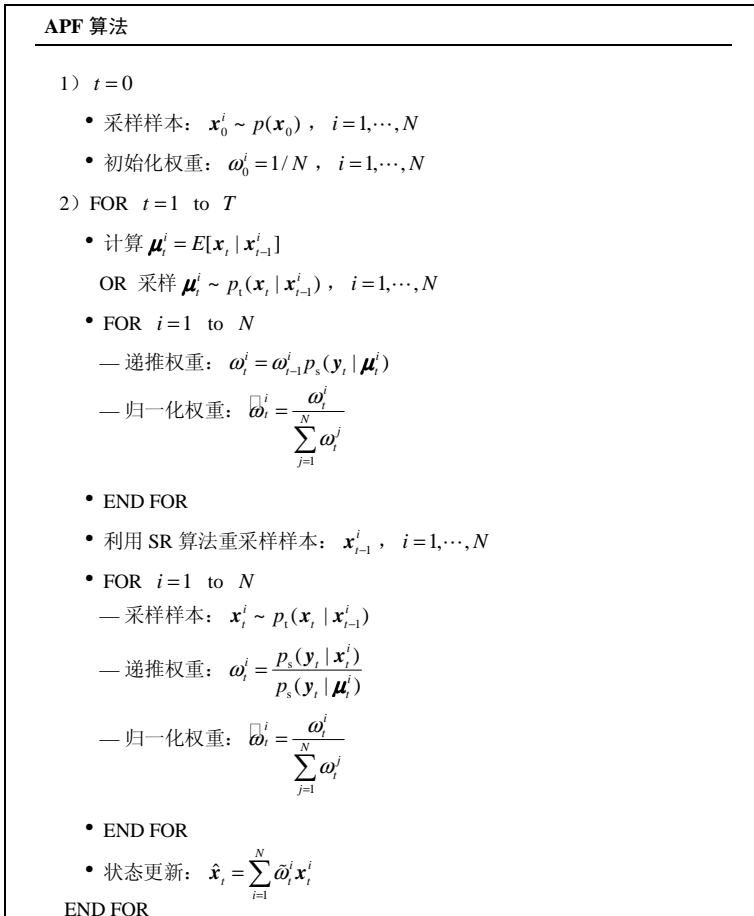 APF 算法
1） t = 0
• 采样样本： x_0^i ~ p(x_0) ， i = 1,⋯,N
• 初始化权重： ω_0^i = 1/N ， i = 1,⋯,N
2）FOR t = 1 to T
• 计算 μ_t^i = E[x_t | x_{t−1}^i]
OR 采样 μ_t^i ~ p_t(x_t | x_{t−1}^i) ， i = 1,⋯,N
• FOR i = 1 to N
— 递推权重： ω_t^i = ω_{t−1}^i p_s(y_t | μ_t^i)
— 归一化权重： □ω_t^i = ω_t^i / ∑_{j=1}^N ω_t^j
• END FOR
• 利用 SR 算法重采样样本： x_{t−1}^i ， i = 1,⋯,N
• FOR i = 1 to N
— 采样样本： x_t^i ~ p_t(x_t | x_{t−1}^i)
— 递推权重： ω_t^i = p_s(y_t | x_t^i) / p_s(y_t | μ_t^i)
— 归一化权重： □ω_t^i = ω_t^i / ∑_{j=1}^N ω_t^j
• END FOR
• 状态更新： x̂_t = ∑_{i=1}^N ω̃_t^i x_t^i
END FOR